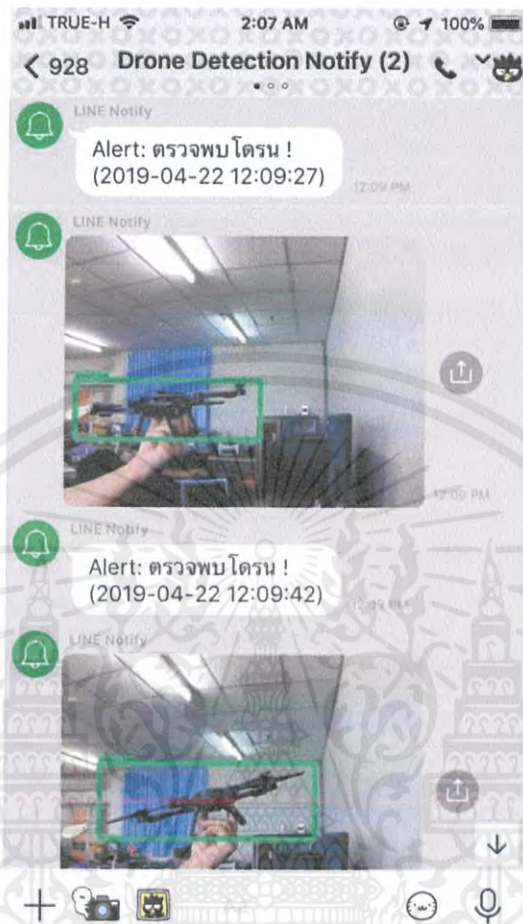 TRUE-H
2:07 AM
100%
928
Drone Detection Notify (2)
LINE Notify
Alert: ตรวจพบโดรน !
(2019-04-22 12:09:27)
12:09 PM
LINE Notify
12:09 PM
LINE Notify
Alert: ตรวจพบโดรน !
(2019-04-22 12:09:42)
12:09 PM
LINE Notify